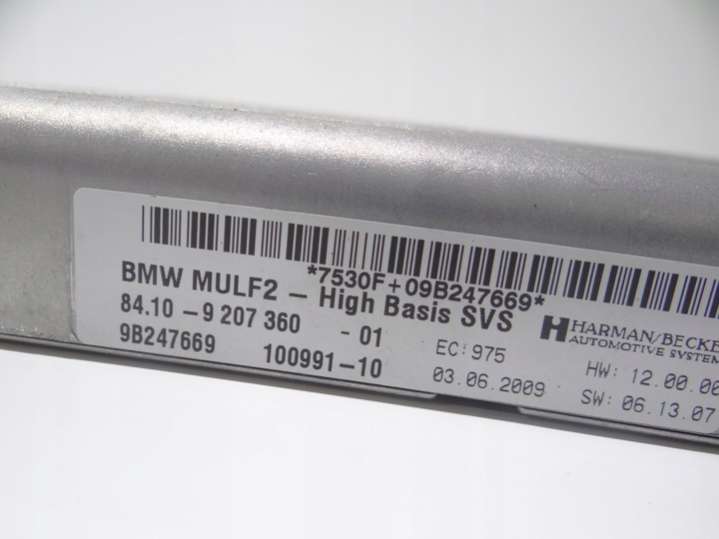 *7530F+09B247669*
BMW MULF2 – High Basis SVS
84.10-9 207 360 -01
9B247669 100991-10
EC: 975
03.06.2009
HARMAN/BECKE
AUTOMOTIVE SYSTEM
HW: 12.00.00
SW: 06.13.07